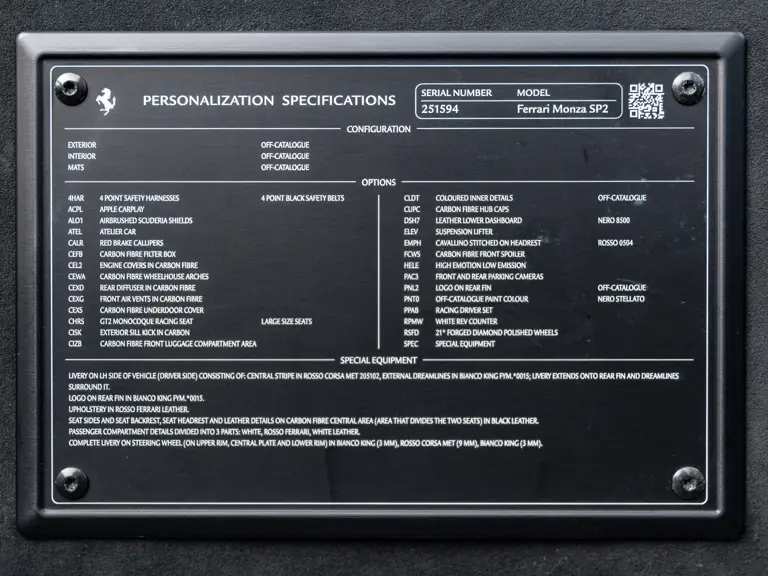 PERSONALIZATION SPECIFICATIONS
SERIAL NUMBER MODEL
251594 Ferrari Monza SP2
CONFIGURATION
EXTERIOR OFF-CATALOGUE
INTERIOR OFF-CATALOGUE
MATS OFF-CATALOGUE
OPTIONS
4HAR 4 POINT SAFETY HARNESSES 4 POINT BLACK SAFETY BELTS
ACPL APPLE CARPLAY
ALO1 AIRBRUSHED SCUDERIA SHIELDS
ATEL ATELIER CAR
CALR RED BRAKE CALLIPERS
CEFB CARBON FIBRE FILTER BOX
CEL2 ENGINE COVERS IN CARBON FIBRE
CEWA CARBON FIBRE WHEELHOUSE ARCHES
CEXD REAR DIFFUSER IN CARBON FIBRE
CEXG FRONT AIR VENTS IN CARBON FIBRE
CEXS CARBON FIBRE UNDERDOOR COVER
CHRS GT2 MONOCOQUE RACING SEAT LARGE SIZE SEATS
CISK EXTERIOR SILL KICK IN CARBON
CIZB CARBON FIBRE FRONT LUGGAGE COMPARTMENT AREA
CLDT COLOURED INNER DETAILS OFF-CATALOGUE
CUPC CARBON FIBRE HUB CAPS
DSH7 LEATHER LOWER DASHBOARD NERO 8500
ELEV SUSPENSION LIFTER
EMPH CAVALLINO STITCHED ON HEADREST ROSSO 0504
FCWS CARBON FIBRE FRONT SPOILER
HELE HIGH EMOTION LOW EMISSION
PAC3 FRONT AND REAR PARKING CAMERAS
PNL2 LOGO ON REAR FIN OFF-CATALOGUE
PNT0 OFF-CATALOGUE PAINT COLOUR NERO STELLATO
PPAB RACING DRIVER SET
RPMW WHITE REV COUNTER
RSFD 21" FORGED DIAMOND POLISHED WHEELS
SPEC SPECIAL EQUIPMENT
SPECIAL EQUIPMENT
LIVERY ON LH SIDE OF VEHICLE (DRIVER SIDE) CONSISTING OF: CENTRAL STRIPE IN ROSSO CORSA MET 205102, EXTERNAL DREAMLINES IN BIANCO KING FYM.*0015; LIVERY EXTENDS ONTO REAR FIN AND DREAMLINES
SURROUND IT.
LOGO ON REAR FIN IN BIANCO KING FYM.*0015.
UPHOLSTERY IN ROSSO FERRARI LEATHER.
SEAT SIDES AND SEAT BACKREST, SEAT HEADREST AND LEATHER DETAILS ON CARBON FIBRE CENTRAL AREA (AREA THAT DIVIDES THE TWO SEATS) IN BLACK LEATHER.
PASSENGER COMPARTMENT DETAILS DIVIDED INTO 3 PARTS: WHITE, ROSSO FERRARI, WHITE LEATHER.
COMPLETE LIVERY ON STEERING WHEEL (ON UPPER RIM, CENTRAL PLATE AND LOWER RIM) IN BIANCO KING (3 MM), ROSSO CORSA MET (9 MM), BIANCO KING (3 MM).